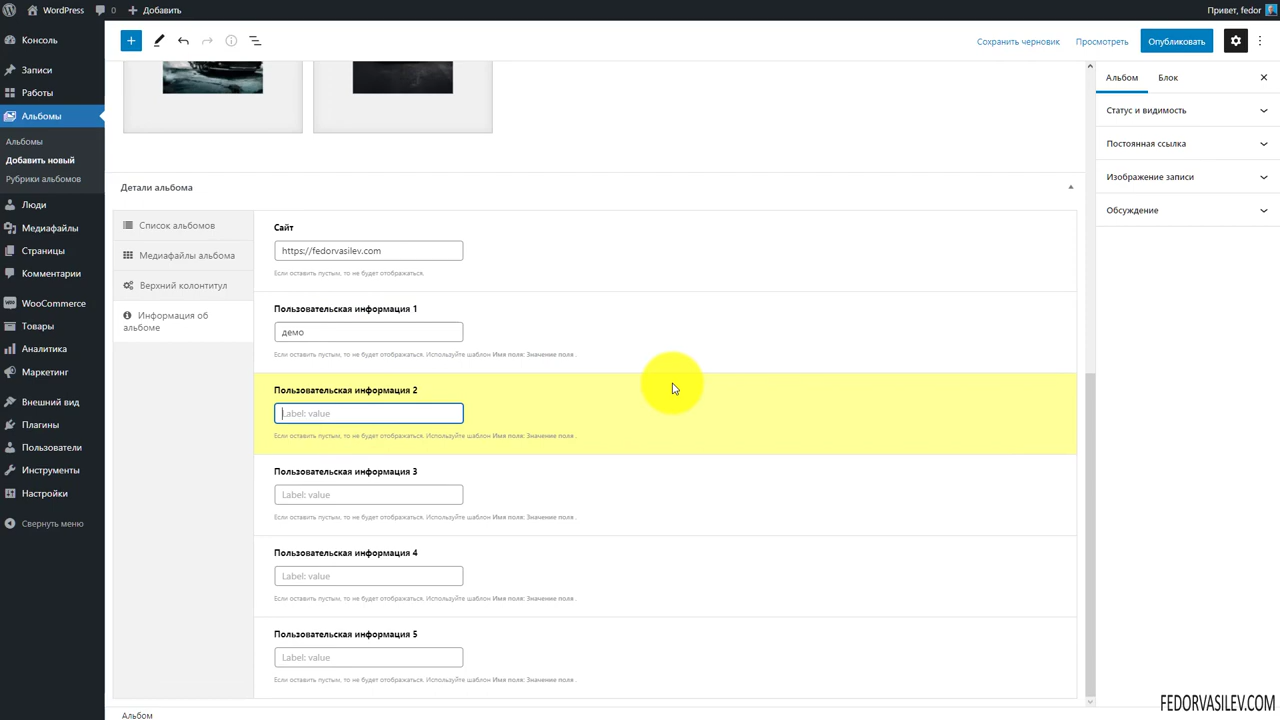 WordPress
0
Добавить
Привет, fedor
Консоль
Записи
Работы
Альбомы
Альбомы
Добавить новый
Рубрики альбомов
Люди
Медиафайлы
Страницы
Комментарии
WooCommerce
Товары
Аналитика
Маркетинг
Внешний вид
Плагины
Пользователи
Инструменты
Настройки
Свернуть меню
Сохранить черновик
Просмотреть
Опубликовать
Детали альбома
Список альбомов
Медиафайлы альбома
Верхний колонтитул
Информация об
альбоме
Сайт
https://fedorvasilev.com
Если оставить пустым, то не будет отображаться.
Пользовательская информация 1
демо
Если оставить пустым, то не будет отображаться. Используйте шаблон Имя поля: Значение поля .
Пользовательская информация 2
Label: value
Если оставить пустым, то не будет отображаться. Используйте шаблон Имя поля: Значение поля .
Пользовательская информация 3
Label: value
Если оставить пустым, то не будет отображаться. Используйте шаблон Имя поля: Значение поля .
Пользовательская информация 4
Label: value
Если оставить пустым, то не будет отображаться. Используйте шаблон Имя поля: Значение поля .
Пользовательская информация 5
Label: value
Если оставить пустым, то не будет отображаться. Используйте шаблон Имя поля: Значение поля .
Альбом
Альбом
Блок
Статус и видимость
Постоянная ссылка
Изображение записи
Обсуждение
FEDORVASILEV.COM